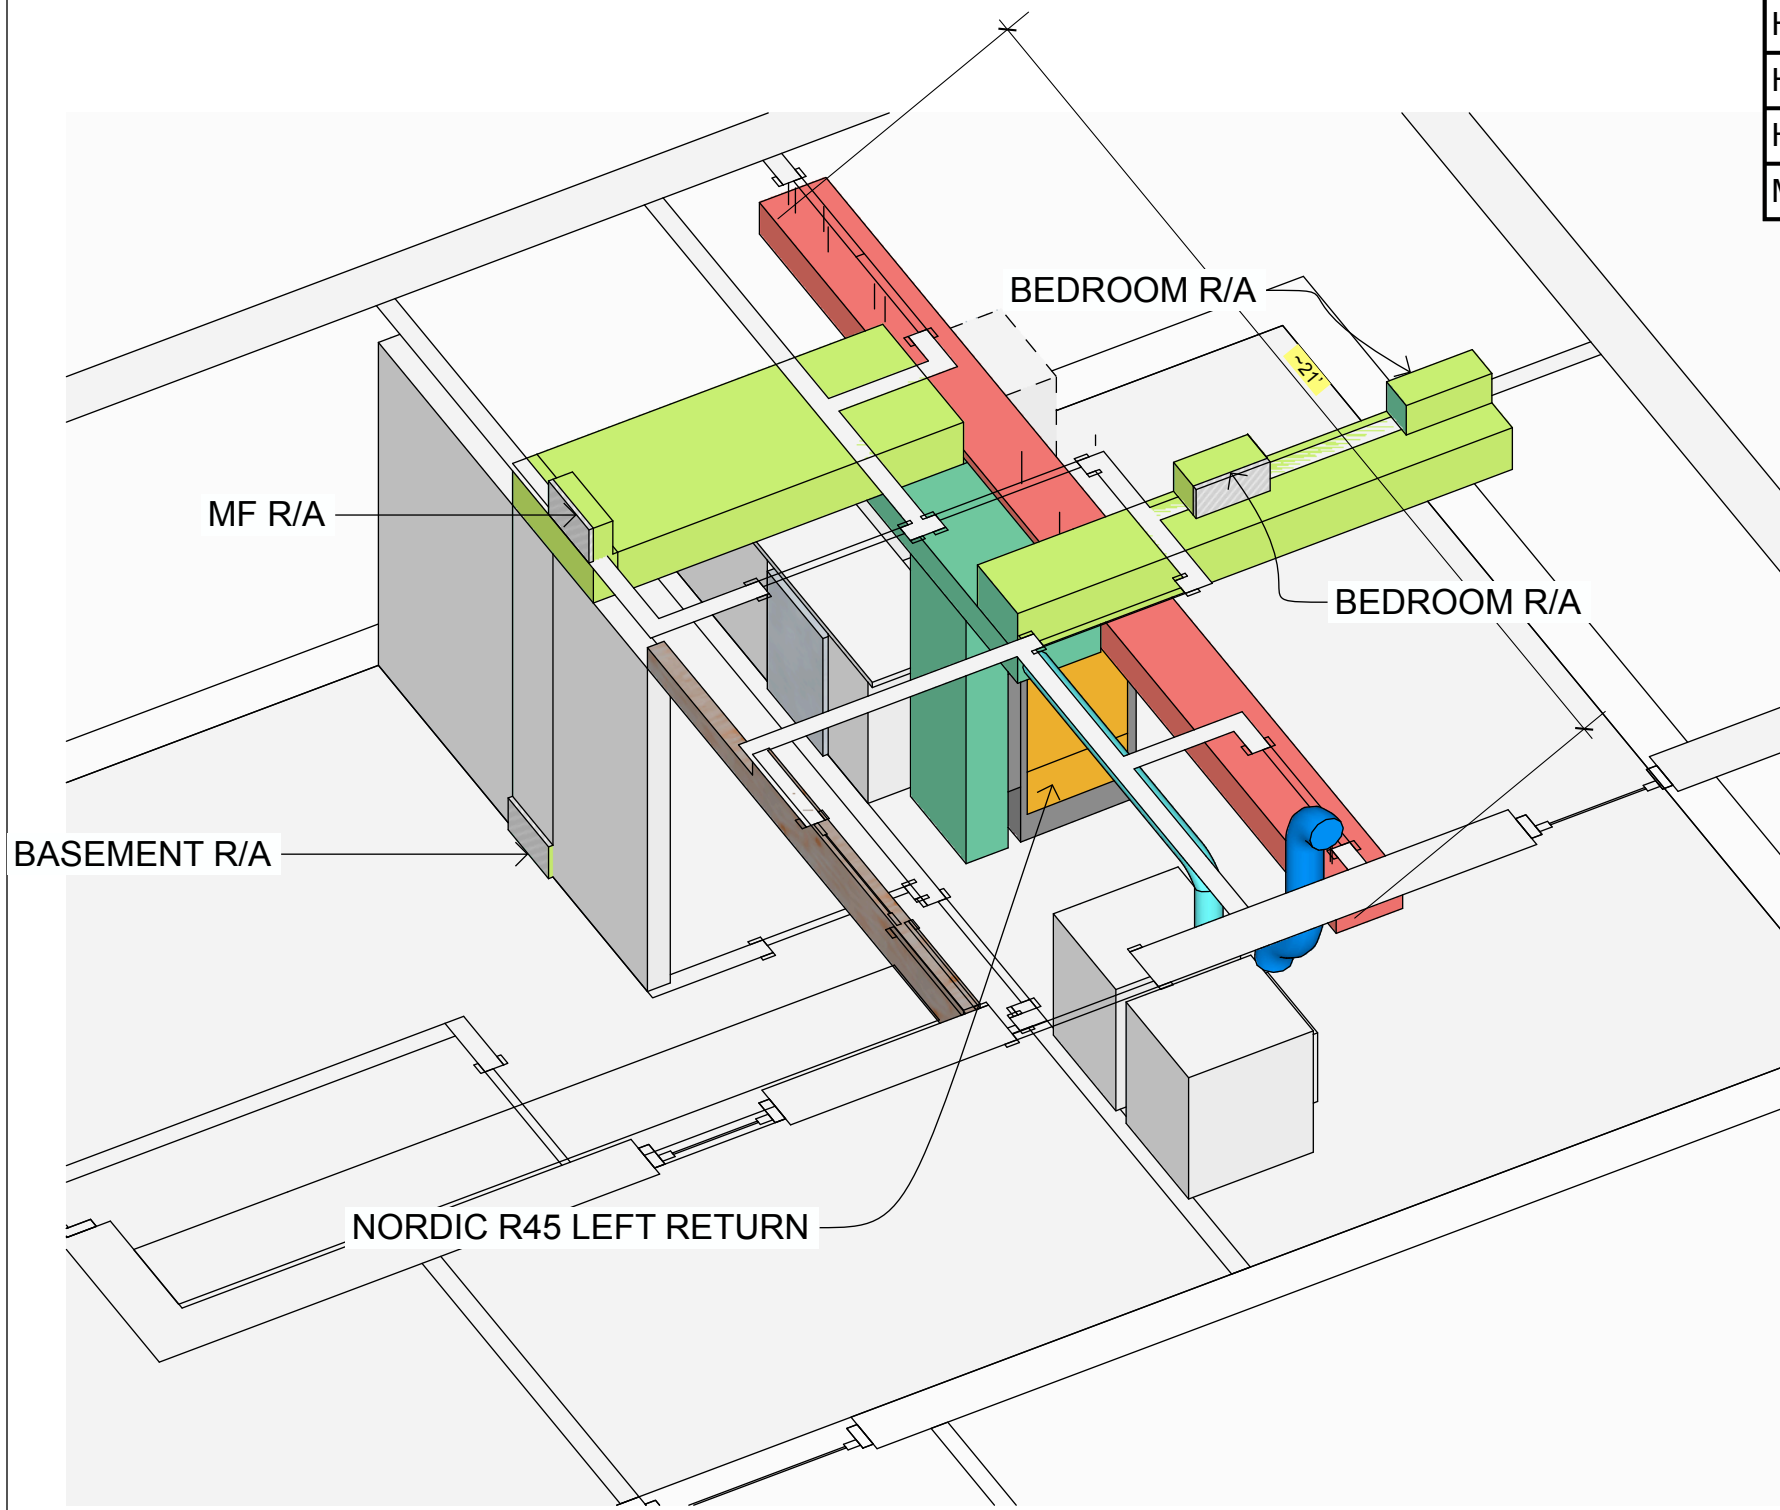 H
H
H
M
BEDROOM R/A
~21'
MF R/A
BEDROOM R/A
BASEMENT R/A
NORDIC R45 LEFT RETURN